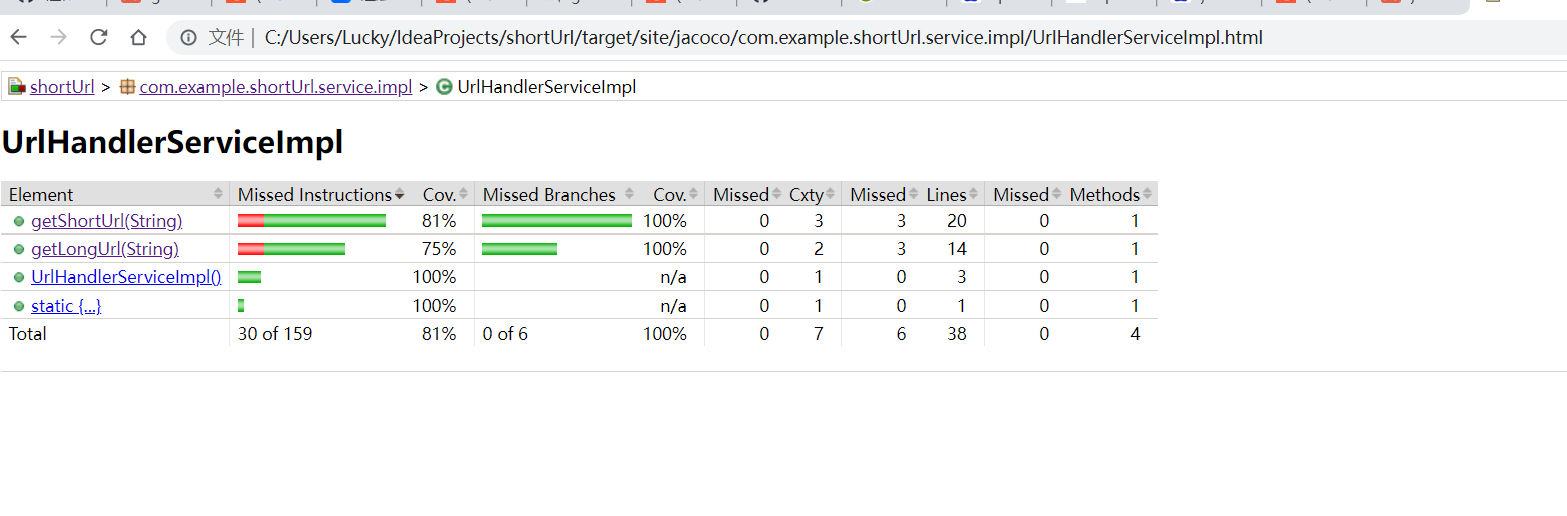 文件 | C:/Users/Lucky/IdeaProjects/shortUrl/target/site/jacoco/com.example.shortUrl.service.impl/UrlHandlerServiceImpl.html
shortUrl > com.example.shortUrl.service.impl > UrlHandlerServiceImpl
UrlHandlerServiceImpl
Element Missed Instructions Cov. Missed Branches Cov. Missed Cxty Missed Lines Missed Methods
getShortUrl(String) 81% 100% 0 3 3 20 0 1
getLongUrl(String) 75% 100% 0 2 3 14 0 1
UrlHandlerServiceImpl() 100% n/a 0 1 0 3 0 1
static {...} 100% n/a 0 1 0 1 0 1
Total 30 of 159 81% 0 of 6 100% 0 7 6 38 0 4